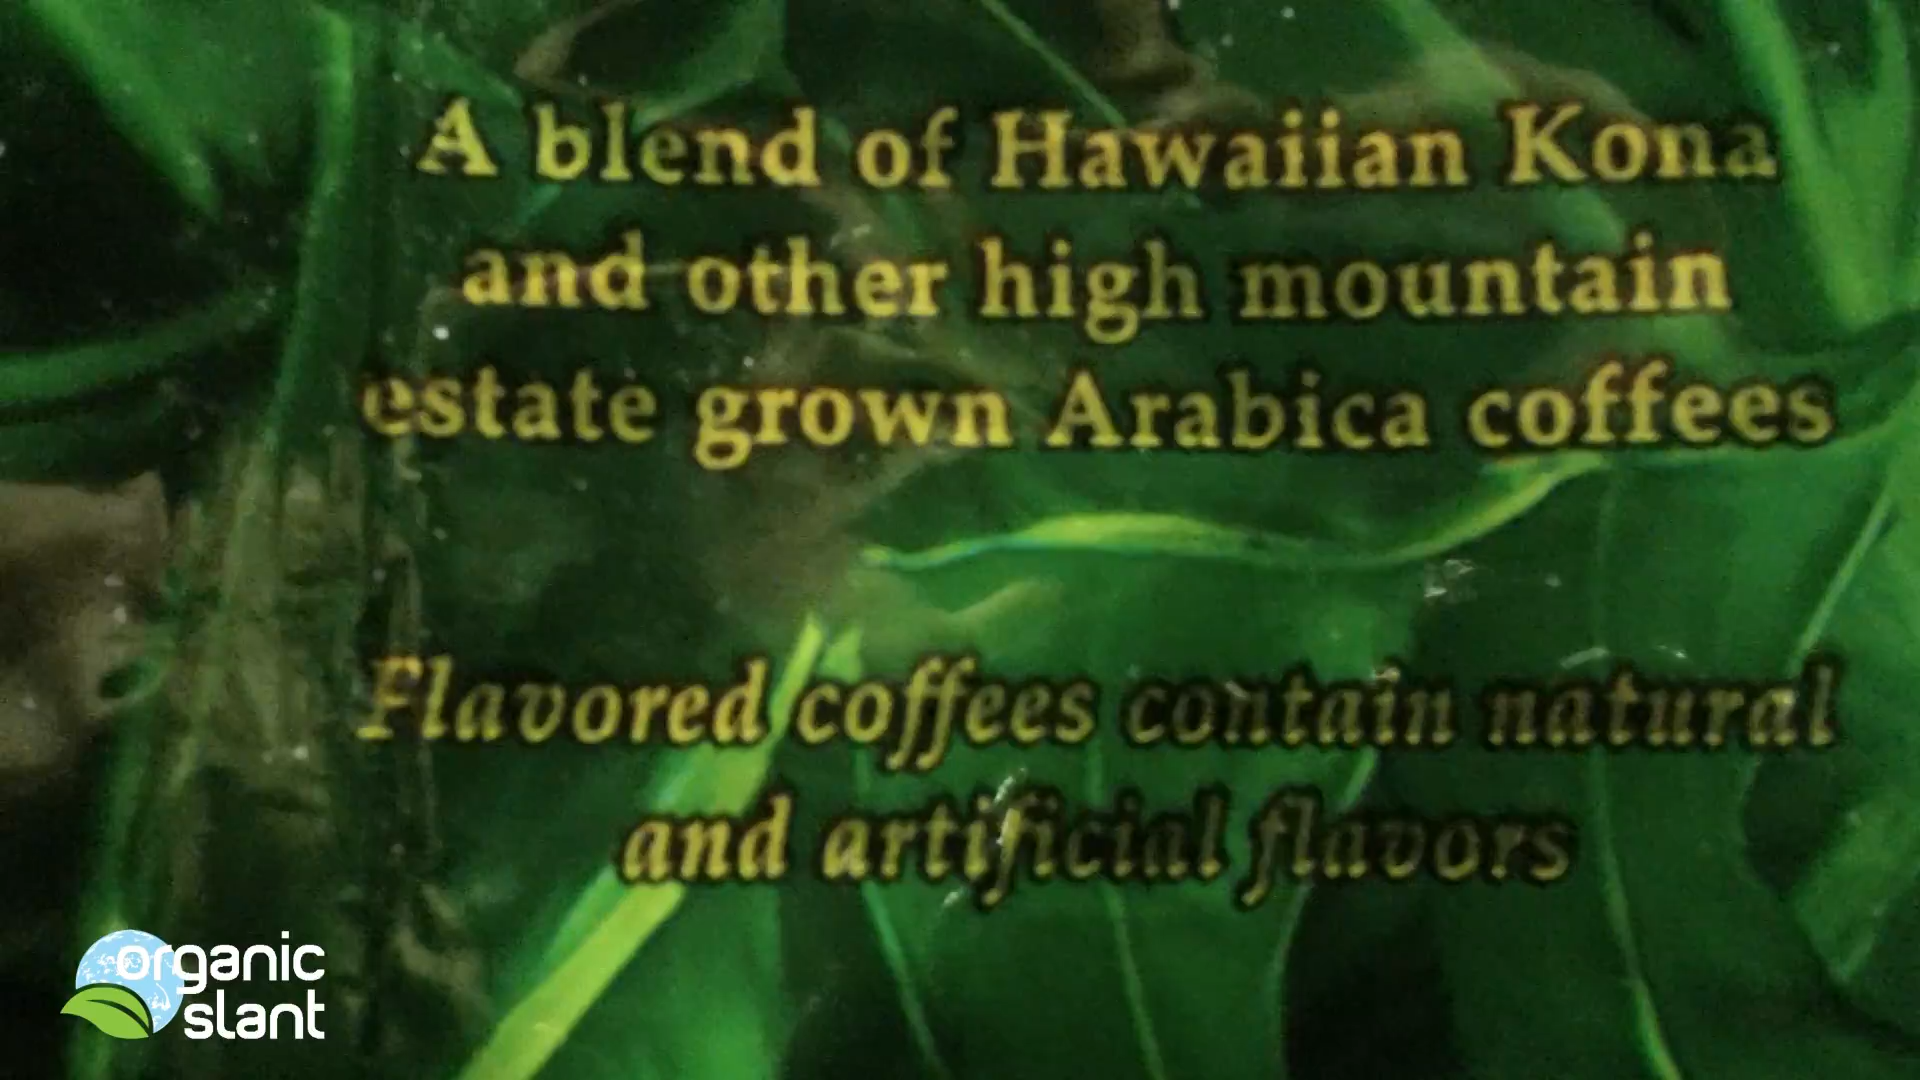 A blend of Hawaiian Kona
and other high mountain
estate grown Arabica coffees
Flavored coffees contain natural
and artificial flavors
organic
slant